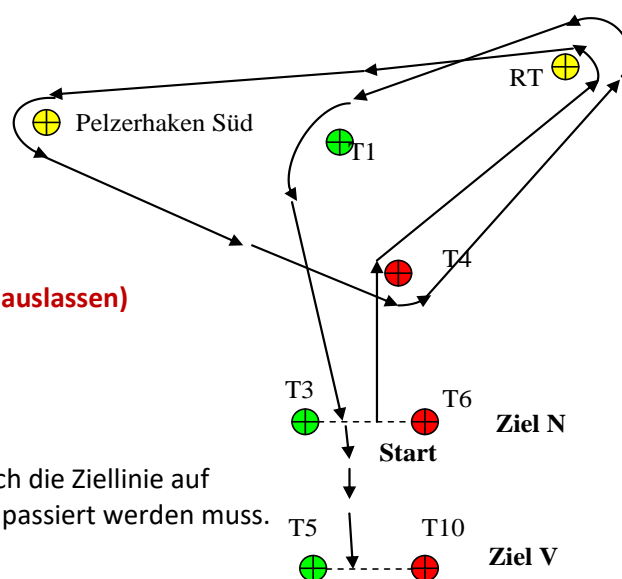 RT
Pelzerhaken Süd
T1
T4
auslassen)
T3
T6
Ziel N
Start
ch die Ziellinie auf
passiert werden muss.
T5
T10
Ziel V